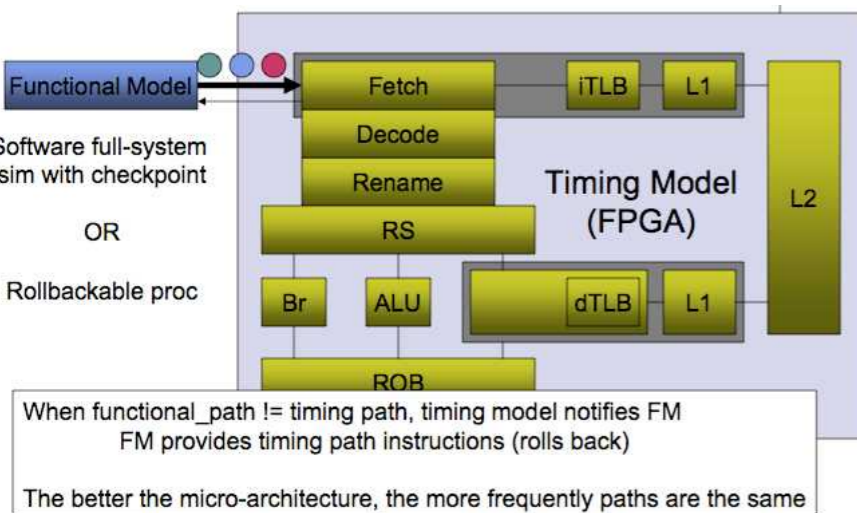 Functional Model
Fetch
iTLB
L1
Decode
Software full-system
sim with checkpoint
Rename
Timing Model
(FPGA)
L2
OR
RS
Rollbackable proc
Br
ALU
dTLB
L1
ROB
When functional_path != timing path, timing model notifies FM
FM provides timing path instructions (rolls back)
The better the micro-architecture, the more frequently paths are the same